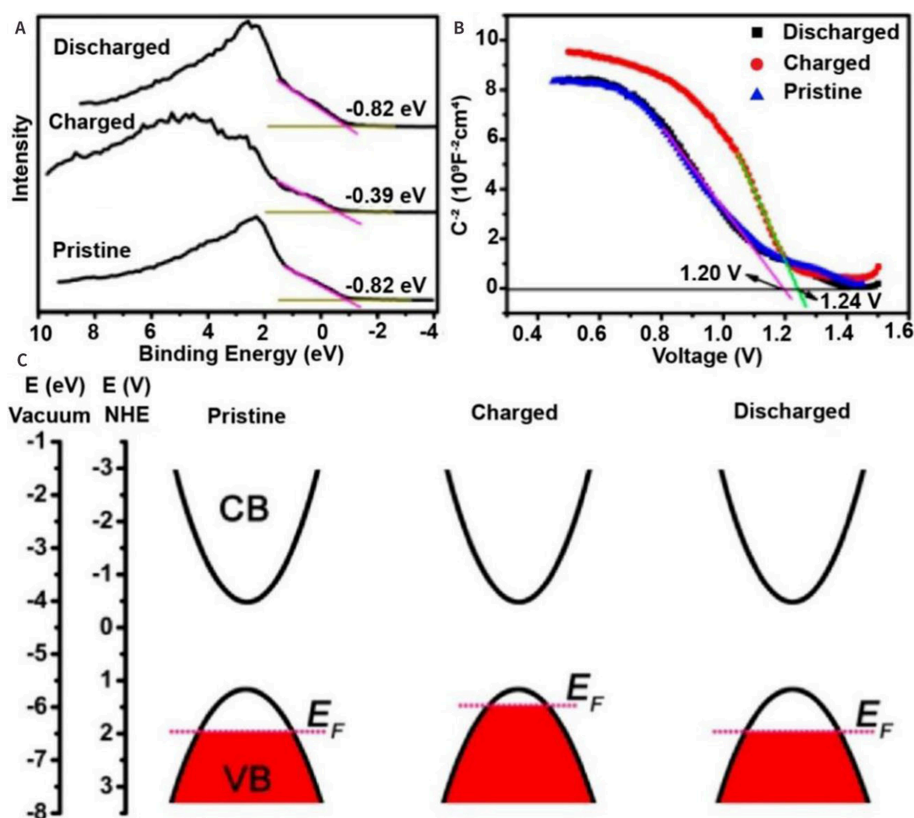 A
Discharged
-0.82 eV
Charged
-0.39 eV
Pristine
-0.82 eV
Intensity
10 8 6 4 2 0 -2 -4
Binding Energy (eV)
B
Discharged
Charged
Pristine
10
8
6
4
2
0
C⁻² (10⁹F⁻²cm⁴)
1.20 V
1.24 V
0.4 0.6 0.8 1.0 1.2 1.4 1.6
Voltage (V)
C
E (eV) E (V)
Vacuum NHE
Pristine
Charged
Discharged
-1
-2
-3
-4
-5
-6
-7
-8
-3
-2
-1
0
1
2
3
CB
VB
E_F
E_F
E_F